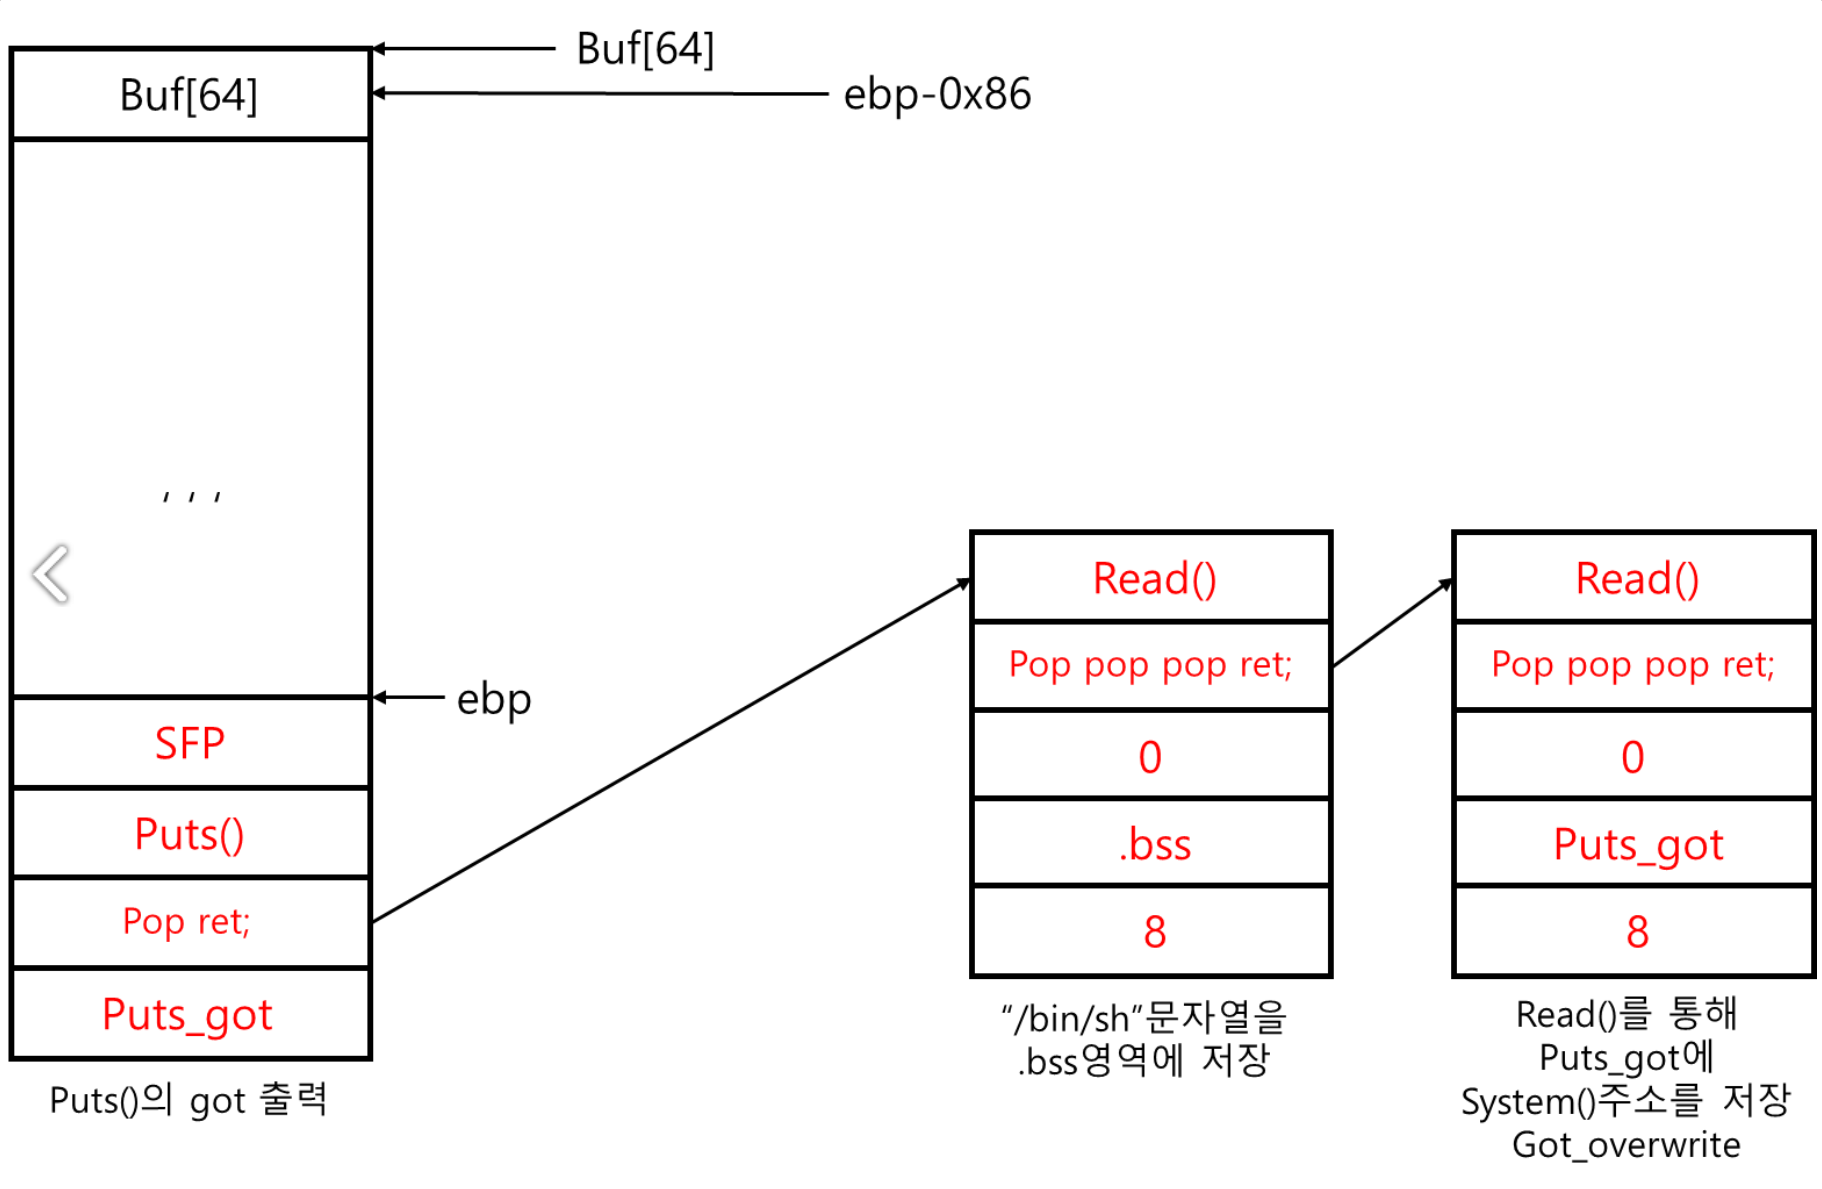 Buf[64]
Buf[64]
ebp-0x86
, , ,
ebp
SFP
Puts()
Pop ret;
Puts_got
Puts()의 got 출력
Read()
Pop pop pop ret;
0
.bss
8
“/bin/sh”문자열을
.bss영역에 저장
Read()
Pop pop pop ret;
0
Puts_got
8
Read()를 통해
Puts_got에
System()주소를 저장
Got_overwrite